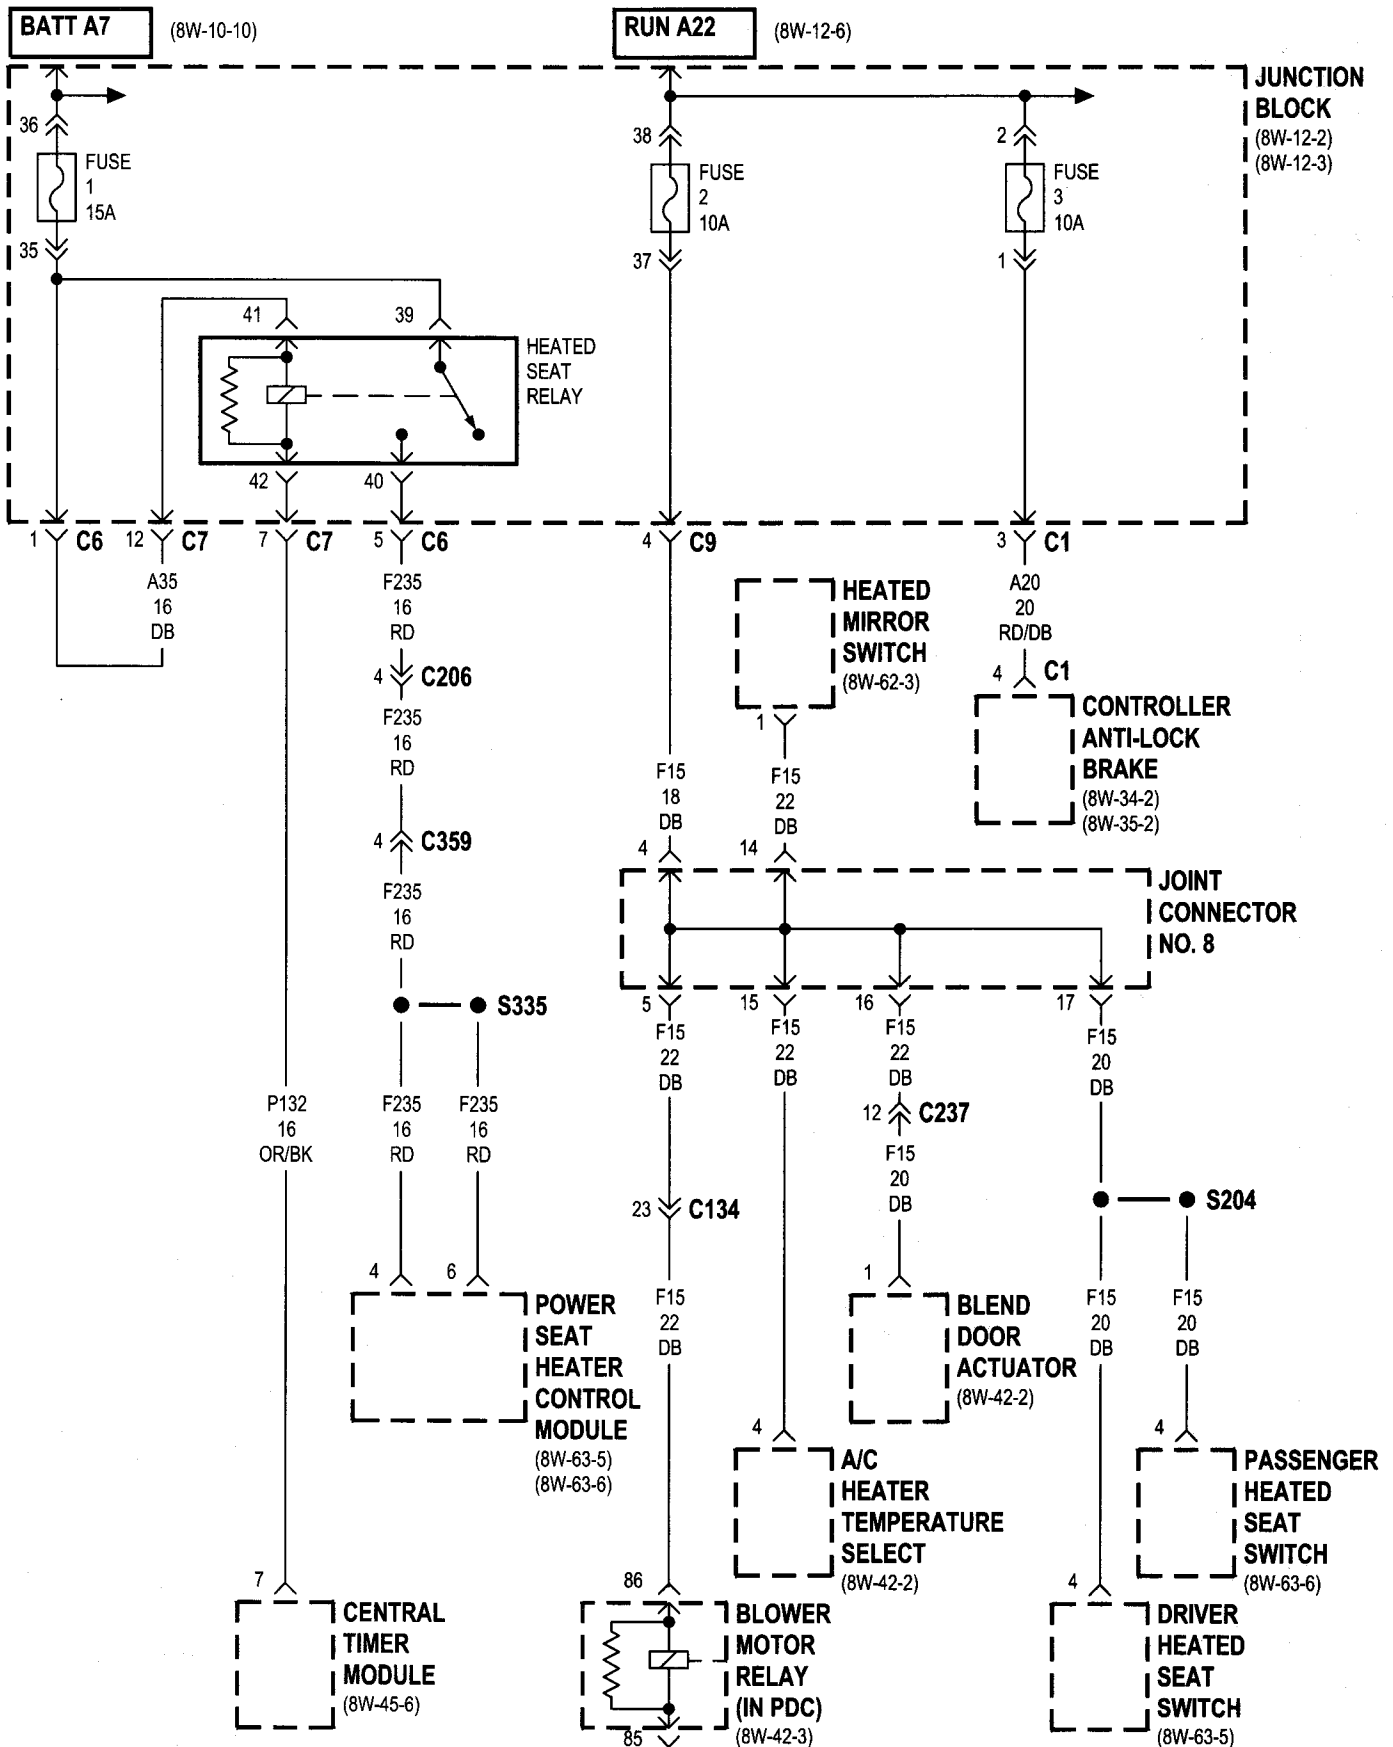 BATT A7
(8W-10-10)
RUN A22
(8W-12-6)
JUNCTION
BLOCK
(8W-12-2)
(8W-12-3)
36
FUSE
1
15A
35
38
FUSE
2
10A
37
2
FUSE
3
10A
1
41
39
HEATED
SEAT
RELAY
42
40
1
C6
12
C7
7
C7
5
C6
4
C9
3
C1
A35
16
DB
F235
16
RD
4
C206
F235
16
RD
4
C359
F235
16
RD
S335
P132
16
OR/BK
F235
16
RD
F235
16
RD
4
6
POWER
SEAT
HEATER
CONTROL
MODULE
(8W-63-5)
(8W-63-6)
7
CENTRAL
TIMER
MODULE
(8W-45-6)
HEATED
MIRROR
SWITCH
(8W-62-3)
1
A20
20
RD/DB
4
C1
CONTROLLER
ANTI-LOCK
BRAKE
(8W-34-2)
(8W-35-2)
F15
18
DB
4
F15
22
DB
14
JOINT
CONNECTOR
NO. 8
5
15
16
17
F15
22
DB
F15
22
DB
F15
22
DB
F15
20
DB
12
C237
F15
20
DB
23
C134
S204
F15
22
DB
1
BLEND
DOOR
ACTUATOR
(8W-42-2)
F15
20
DB
F15
20
DB
4
A/C
HEATER
TEMPERATURE
SELECT
(8W-42-2)
4
PASSENGER
HEATED
SEAT
SWITCH
(8W-63-6)
86
BLOWER
MOTOR
RELAY
(IN PDC)
(8W-42-3)
85
4
DRIVER
HEATED
SEAT
SWITCH
(8W-63-5)